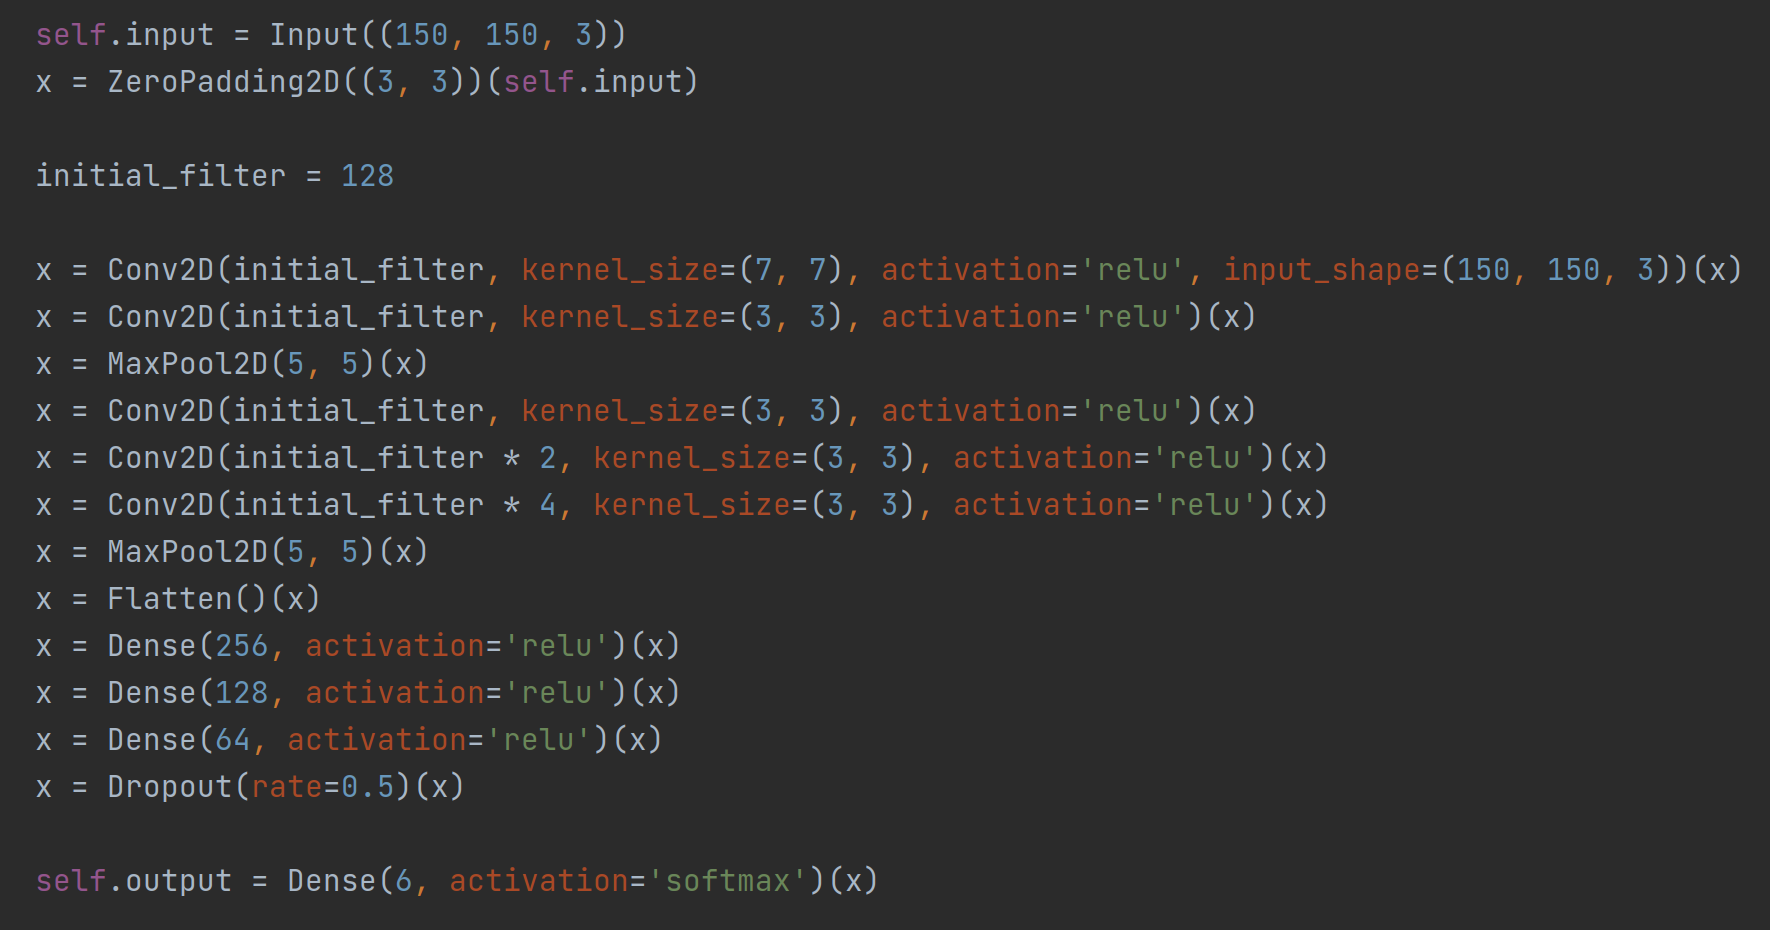 self.input = Input((150, 150, 3))
x = ZeroPadding2D((3, 3))(self.input)
initial_filter = 128
x = Conv2D(initial_filter, kernel_size=(7, 7), activation='relu', input_shape=(150, 150, 3))(x)
x = Conv2D(initial_filter, kernel_size=(3, 3), activation='relu')(x)
x = MaxPool2D(5, 5)(x)
x = Conv2D(initial_filter, kernel_size=(3, 3), activation='relu')(x)
x = Conv2D(initial_filter * 2, kernel_size=(3, 3), activation='relu')(x)
x = Conv2D(initial_filter * 4, kernel_size=(3, 3), activation='relu')(x)
x = MaxPool2D(5, 5)(x)
x = Flatten()(x)
x = Dense(256, activation='relu')(x)
x = Dense(128, activation='relu')(x)
x = Dense(64, activation='relu')(x)
x = Dropout(rate=0.5)(x)
self.output = Dense(6, activation='softmax')(x)